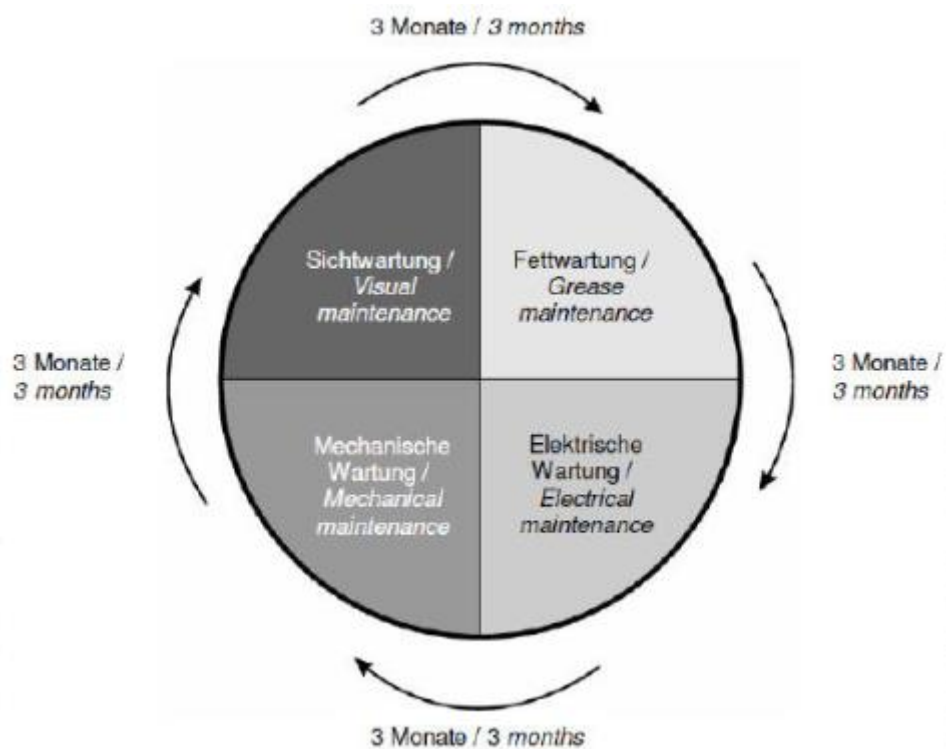 3 Monate / 3 months
Sichtwartung /
Visual
maintenance
Fettwartung /
Grease
maintenance
3 Monate /
3 months
3 Monate /
3 months
Mechanische
Wartung /
Mechanical
maintenance
Elektrische
Wartung /
Electrical
maintenance
3 Monate / 3 months